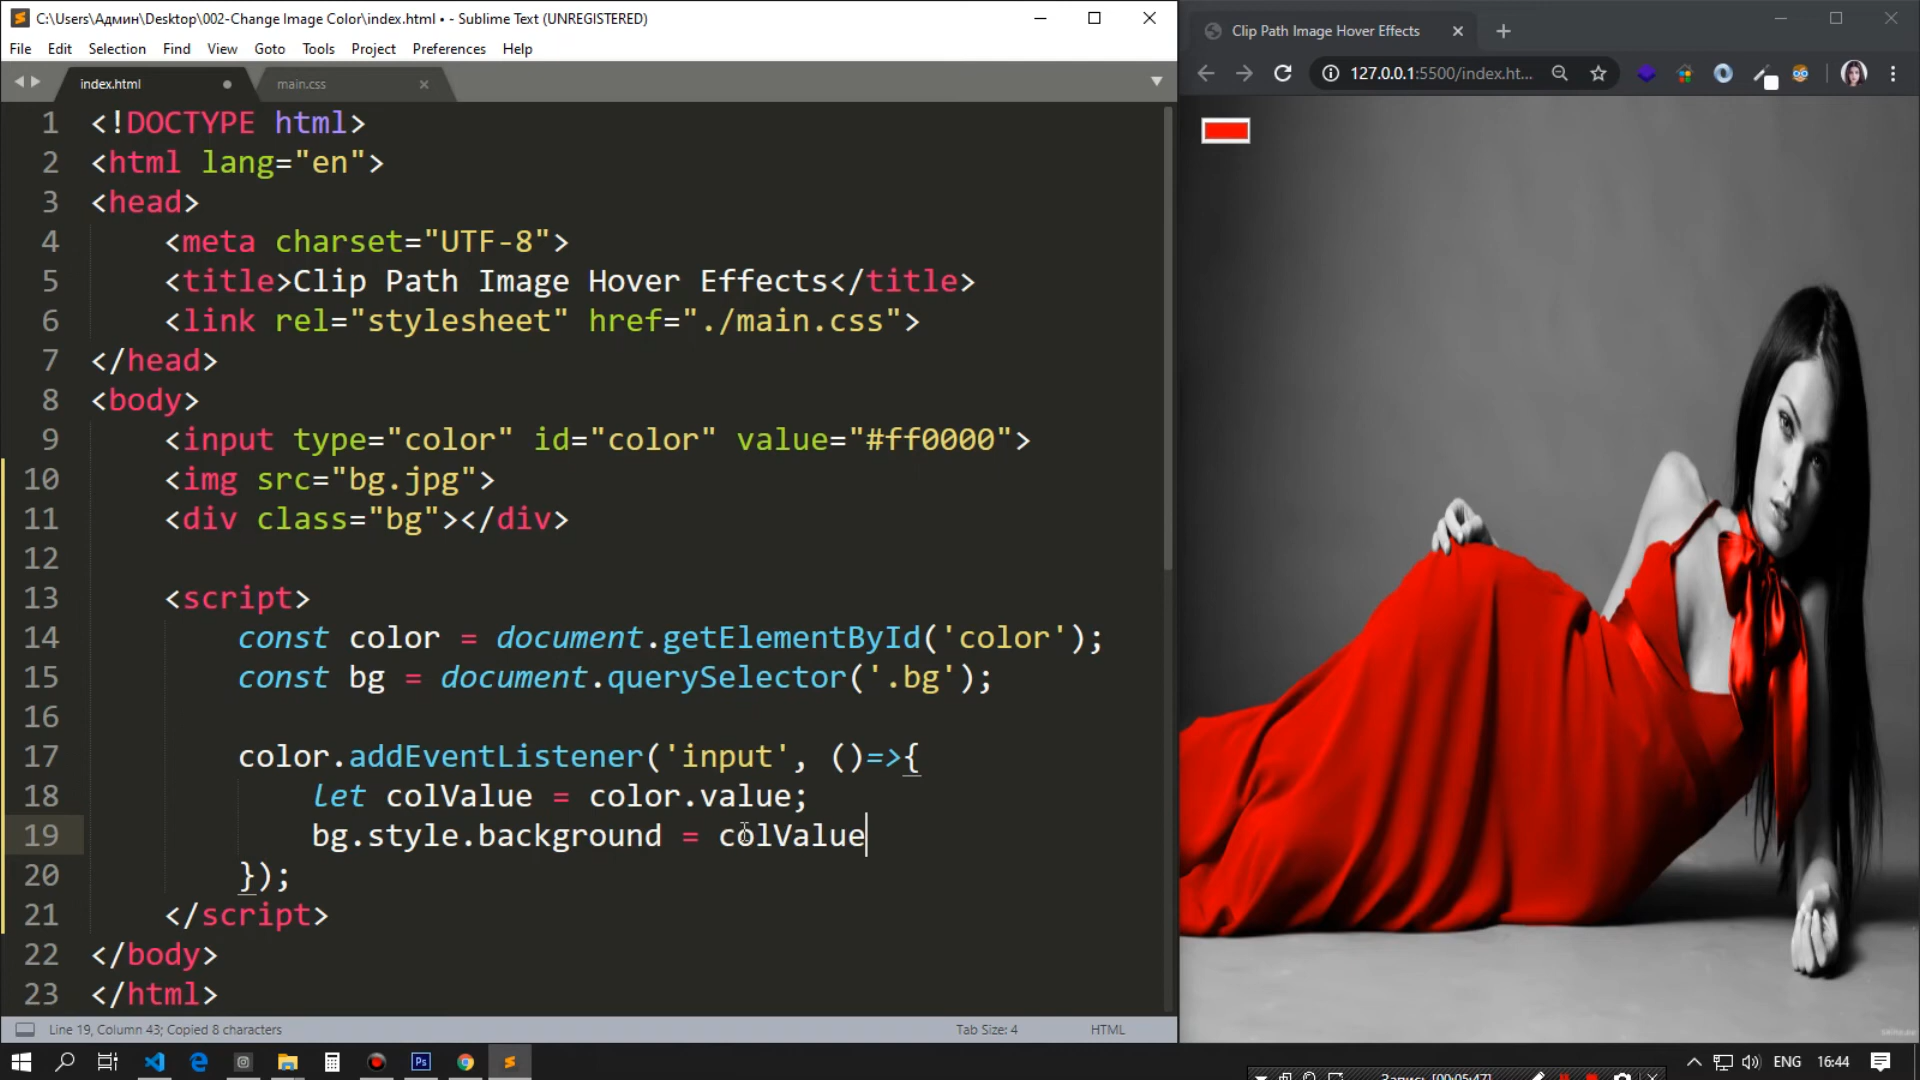 C:\Users\Админ\Desktop\002-Change Image Color\index.html • - Sublime Text (UNREGISTERED)
File Edit Selection Find View Goto Tools Project Preferences Help
index.html
main.css
1 <!DOCTYPE html>
2 <html lang="en">
3 <head>
4 <meta charset="UTF-8">
5 <title>Clip Path Image Hover Effects</title>
6 <link rel="stylesheet" href="./main.css">
7 </head>
8 <body>
9 <input type="color" id="color" value="#ff0000">
10 <img src="bg.jpg">
11 <div class="bg"></div>
12
13 <script>
14 const color = document.getElementById('color');
15 const bg = document.querySelector('.bg');
16
17 color.addEventListener('input', ()=>{
18 let colValue = color.value;
19 bg.style.background = colValue
20 });
21 </script>
22 </body>
23 </html>
Line 19, Column 43; Copied 8 characters
Tab Size: 4
HTML
Clip Path Image Hover Effects
127.0.0.1:5500/index.ht...
Ps
ENG
16:44
Запись [00:05:47]